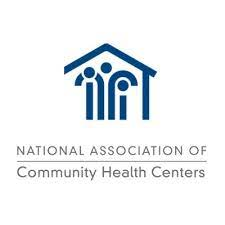 NATIONAL ASSOCIATION OF
Community Health Centers